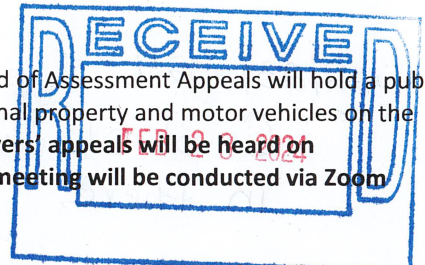 RECEIVED
d of Assessment Appeals will hold a pub
nal property and motor vehicles on the
FEB 2 2024
ers' appeals will be heard on
meeting will be conducted via Zoom